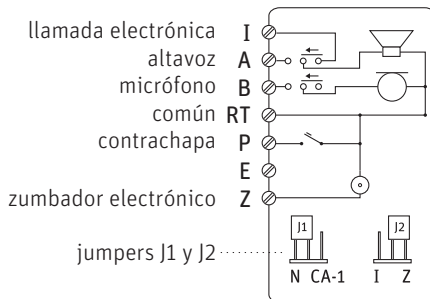 llamada electrónica I
altavoz A
micrófono B
común RT
contrachapa P
E
zumbador electrónico Z
J1 J2
jumpers J1 y J2
N CA-1 I Z